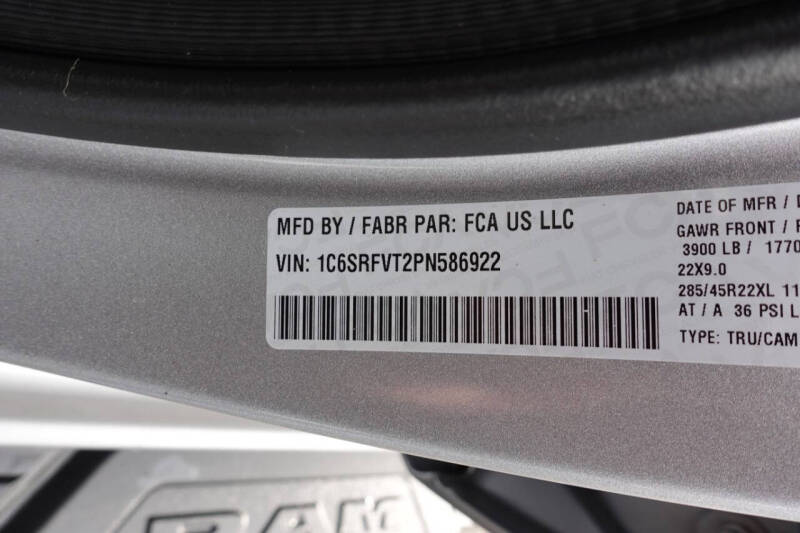 MFD BY / FABR PAR: FCA US LLC
VIN: 1C6SRFVT2PN586922
DATE OF MFR /
GAWR FRONT /
3900 LB / 1770
22X9.0
285/45R22XL
AT / A 36 PSI
TYPE: TRU/CAM
RAM